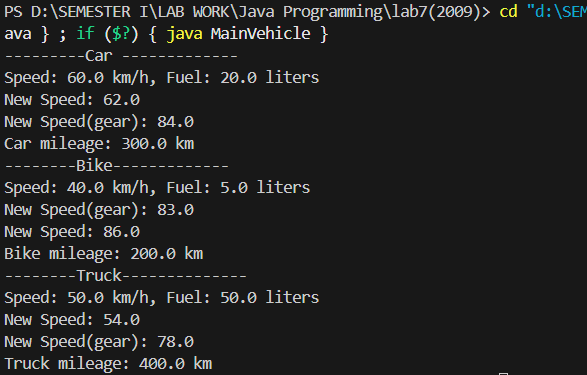 PS D:\SEMESTER I\LAB WORK\Java Programming\lab7(2009)> cd "d:\SEM
ava } ; if ($?) { java MainVehicle }
---------Car -------------
Speed: 60.0 km/h, Fuel: 20.0 liters
New Speed: 62.0
New Speed(gear): 84.0
Car mileage: 300.0 km
--------Bike-------------
Speed: 40.0 km/h, Fuel: 5.0 liters
New Speed(gear): 83.0
New Speed: 86.0
Bike mileage: 200.0 km
--------Truck--------------
Speed: 50.0 km/h, Fuel: 50.0 liters
New Speed: 54.0
New Speed(gear): 78.0
Truck mileage: 400.0 km